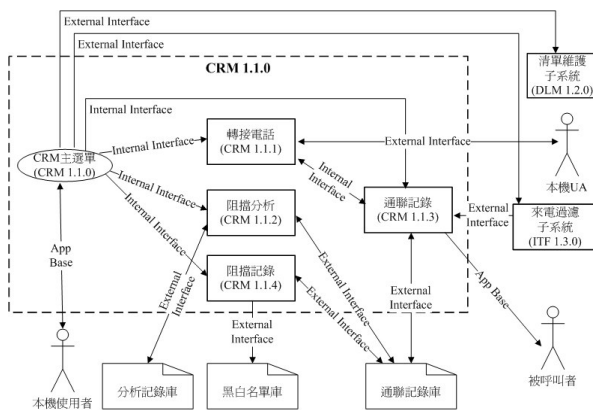 External Interface
External Interface
清單維護
子系統
(DLM 1.2.0)
CRM 1.1.0
Internal Interface
轉接電話
(CRM 1.1.1)
Internal Interface
External Interface
本機UA
CRM主選單
(CRM 1.1.0)
Internal
Interface
Internal Interface
阻擋分析
(CRM 1.1.2)
通聯記錄
(CRM 1.1.3)
External
Interface
來電過濾
子系統
(ITF 1.3.0)
Internal Interface
App
Base
阻擋記錄
(CRM 1.1.4)
External
Interface
External Interface
External Interface
External
Interface
App Base
External
Interface
本機使用者
分析記錄庫
黑白名單庫
通聯記錄庫
被呼叫者